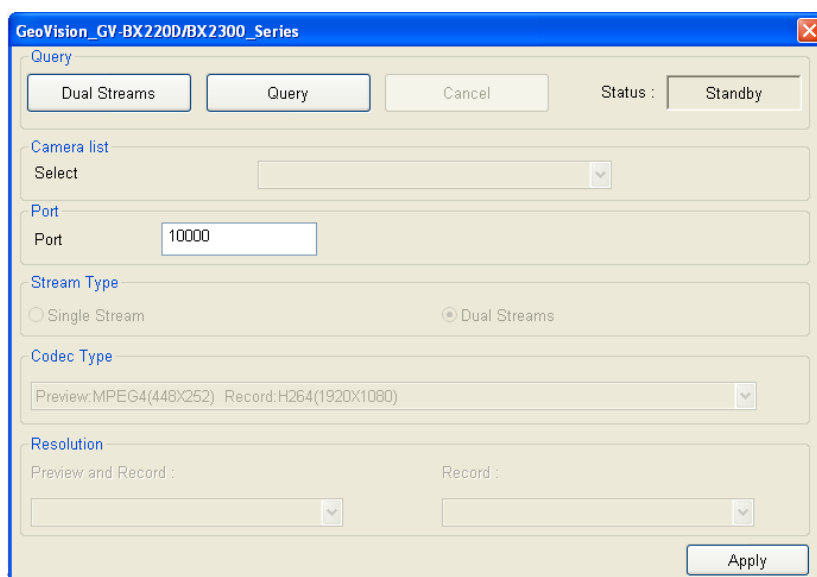 GeoVision_GV-BX220D/BX2300_Series
Query
Dual Streams Query Cancel Status : Standby
Camera list
Select
Port
Port 10000
Stream Type
Single Stream Dual Streams
Codec Type
Preview:MPEG4(448X252) Record:H264(1920X1080)
Resolution
Preview and Record : Record :
Apply